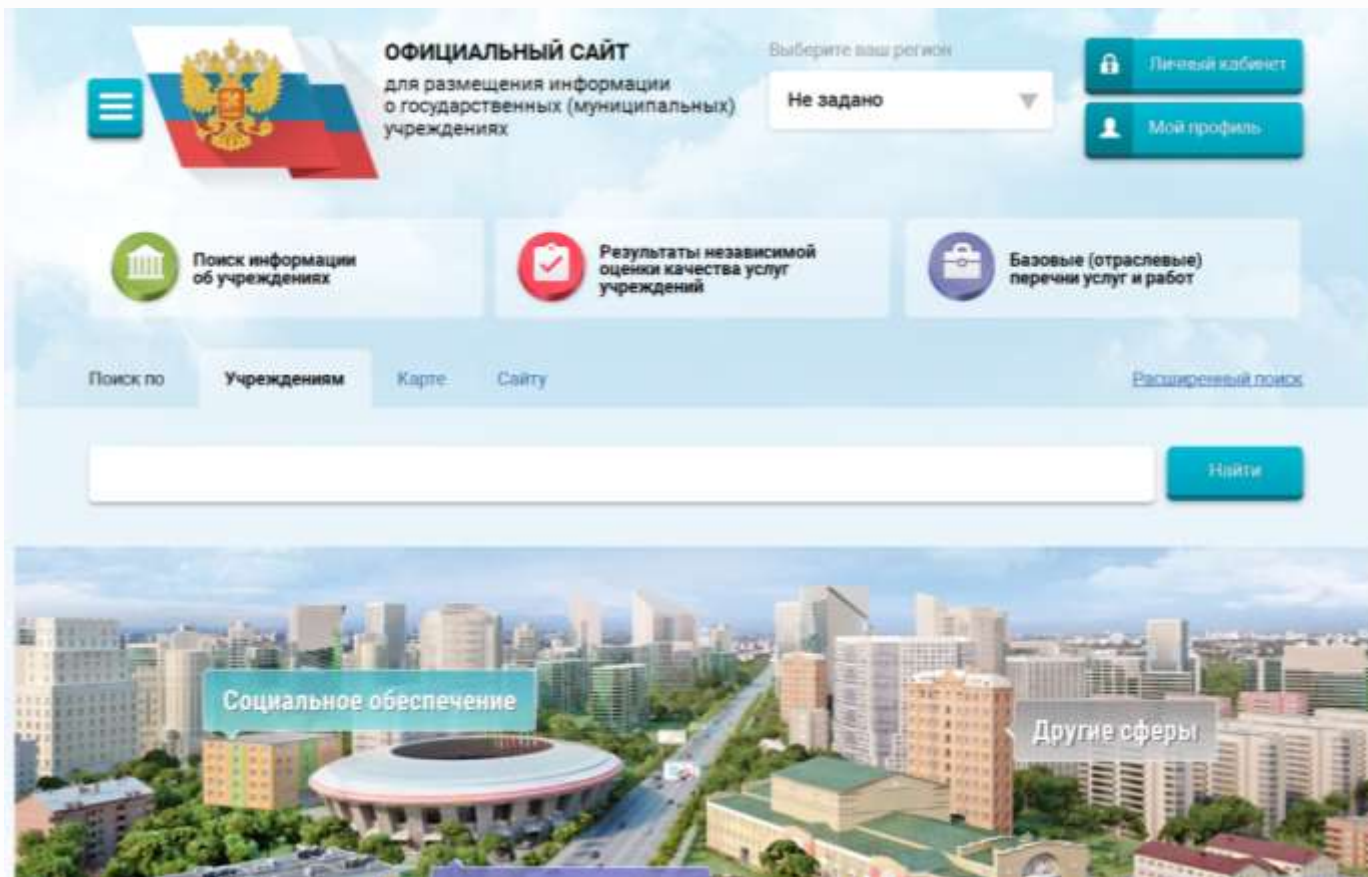 ОФИЦИАЛЬНЫЙ САЙТ
для размещения информации
о государственных (муниципальных)
учреждениях
Выберите ваш регион
Не задано
Личный кабинет
Мой профиль
Поиск информации
об учреждениях
Результаты независимой
оценки качества услуг
учреждений
Базовые (отраслевые)
перечни услуг и работ
Поиск по
Учреждениям
Карте
Сайту
Расширенный поиск
Найти
Социальное обеспечение
Другие сферы